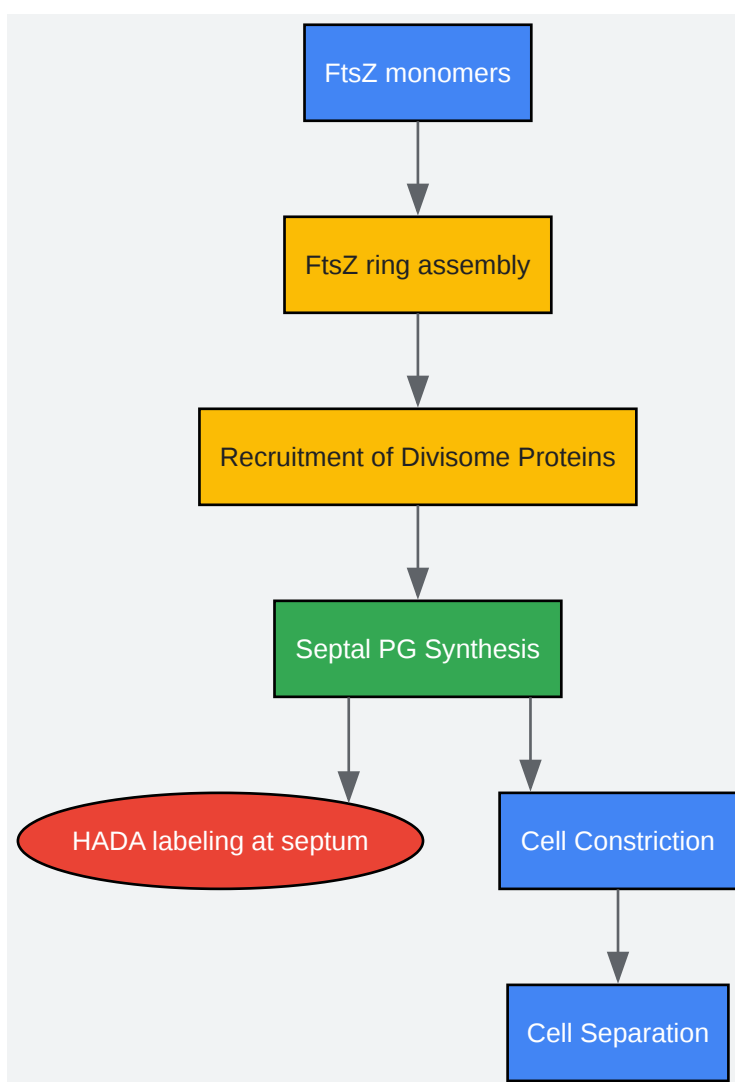 FtsZ monomers
FtsZ ring assembly
Recruitment of Divisome Proteins
Septal PG Synthesis
HADA labeling at septum
Cell Constriction
Cell Separation